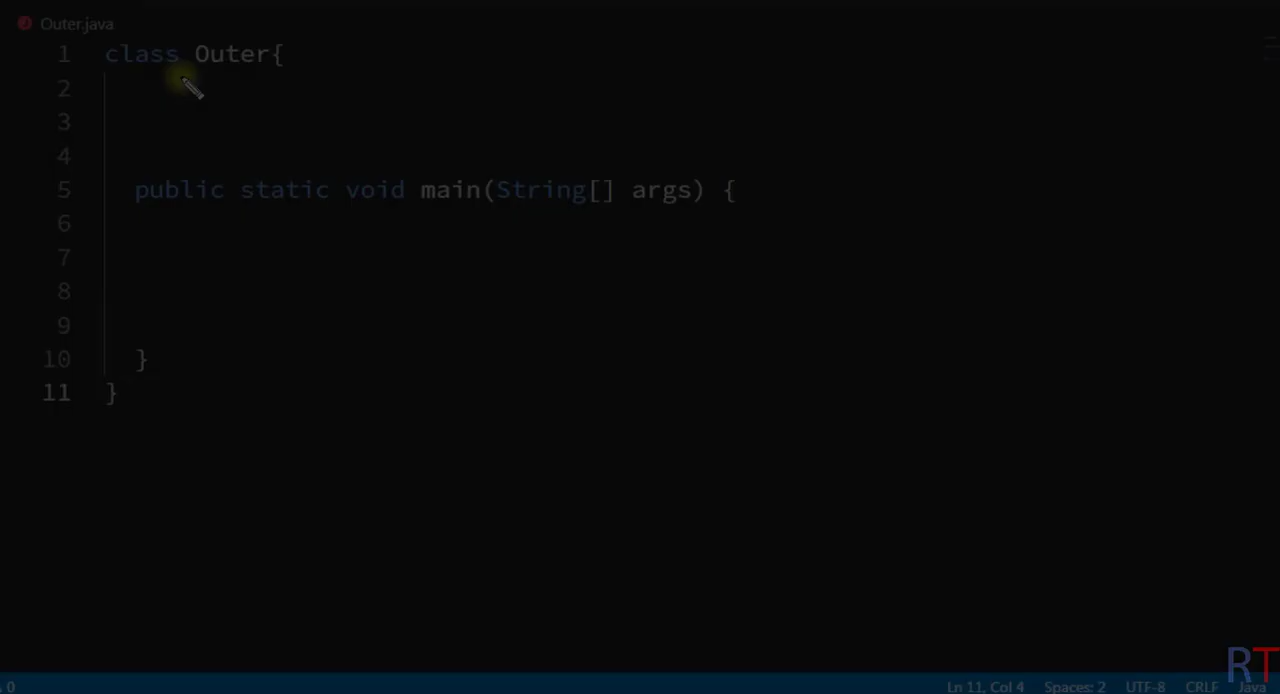 Outer.java
1 class Outer{
2
3
4
5 public static void main(String[] args) {
6
7
8
9
10 }
11 }
RT
0 Ln 11, Col 4 Spaces: 2 UTF-8 CRLF Java